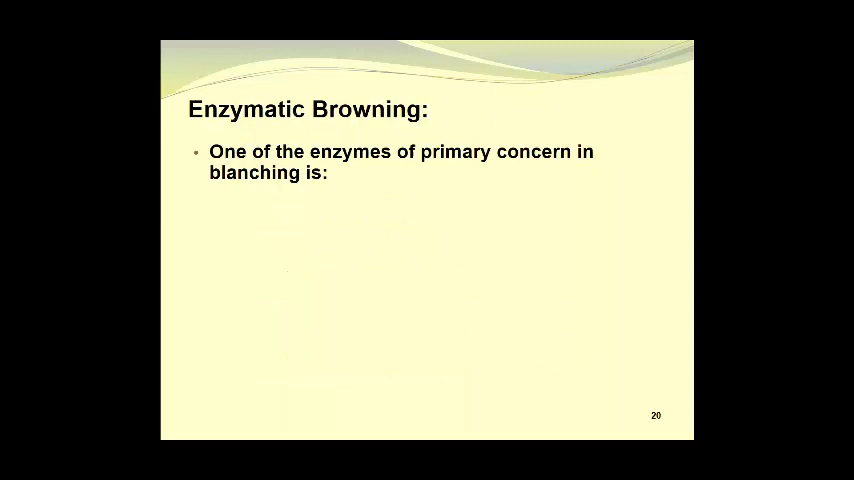 Enzymatic Browning:
• One of the enzymes of primary concern in
blanching is:
20